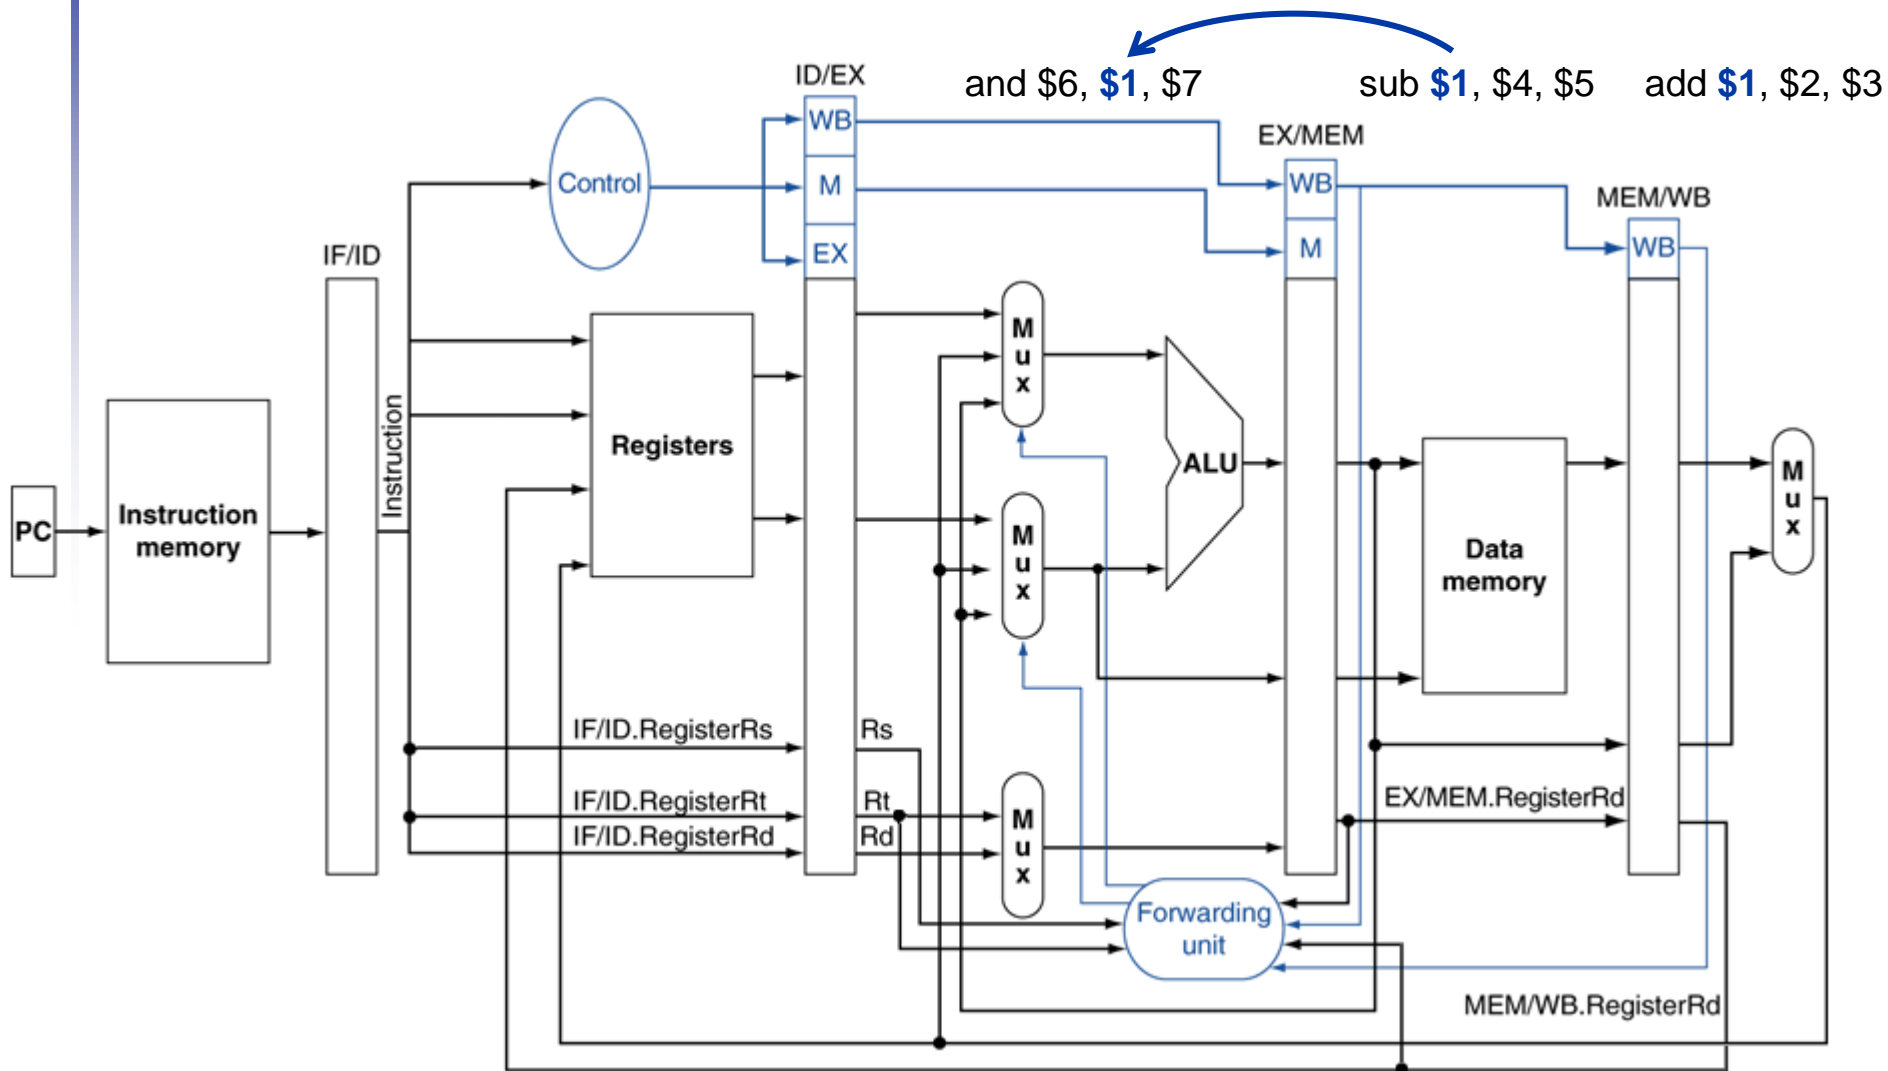 and $6, $1, $7
sub $1, $4, $5
add $1, $2, $3
ID/EX
WB
M
EX
Control
EX/MEM
WB
M
MEM/WB
WB
IF/ID
Instruction
PC
Instruction
memory
Registers
M
u
x
M
u
x
ALU
Data
memory
M
u
x
IF/ID.RegisterRs
Rs
IF/ID.RegisterRt
Rt
IF/ID.RegisterRd
Rd
M
u
x
EX/MEM.RegisterRd
Forwarding
unit
MEM/WB.RegisterRd